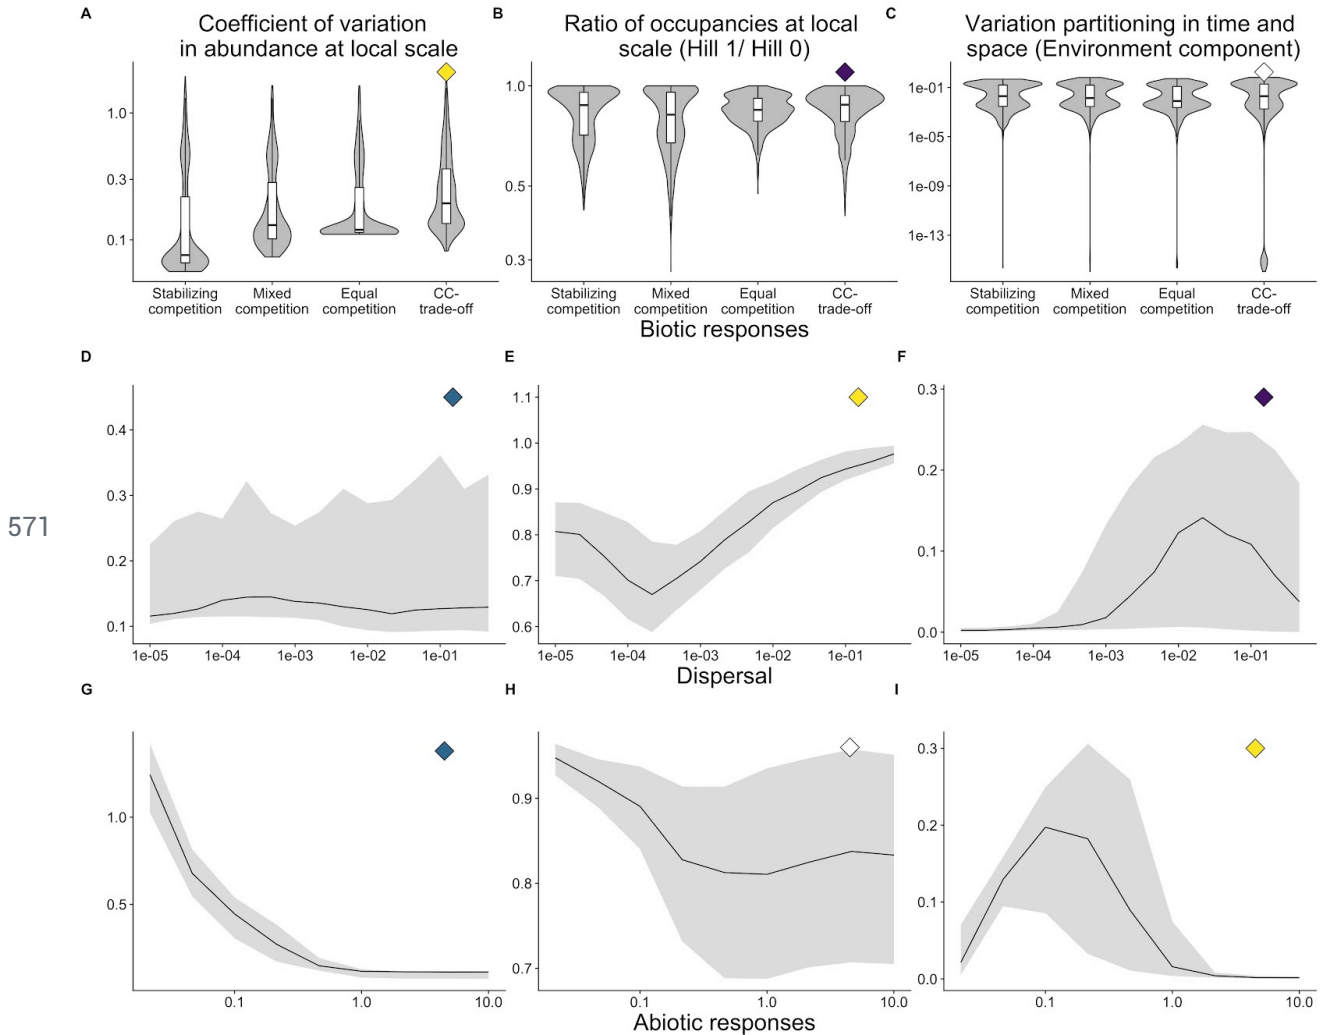 A
Coefficient of variation
in abundance at local scale
B
Ratio of occupancies at local
scale (Hill 1/ Hill 0)
C
Variation partitioning in time and
space (Environment component)
1.0
0.3
0.1
1.0
0.5
0.3
1e-01
1e-05
1e-09
1e-13
Stabilizing
competition
Mixed
competition
Equal
competition
CC-
trade-off
Stabilizing
competition
Mixed
competition
Equal
competition
CC-
trade-off
Stabilizing
competition
Mixed
competition
Equal
competition
CC-
trade-off
Biotic responses
D
E
F
0.4
0.3
0.2
0.1
1e-05 1e-04 1e-03 1e-02 1e-01
1.1
1.0
0.9
0.8
0.7
0.6
1e-05 1e-04 1e-03 1e-02 1e-01
0.3
0.2
0.1
0.0
1e-05 1e-04 1e-03 1e-02 1e-01
571
Dispersal
G
H
I
1.0
0.5
0.1 1.0 10.0
0.9
0.8
0.7
0.1 1.0 10.0
0.3
0.2
0.1
0.0
0.1 1.0 10.0
Abiotic responses